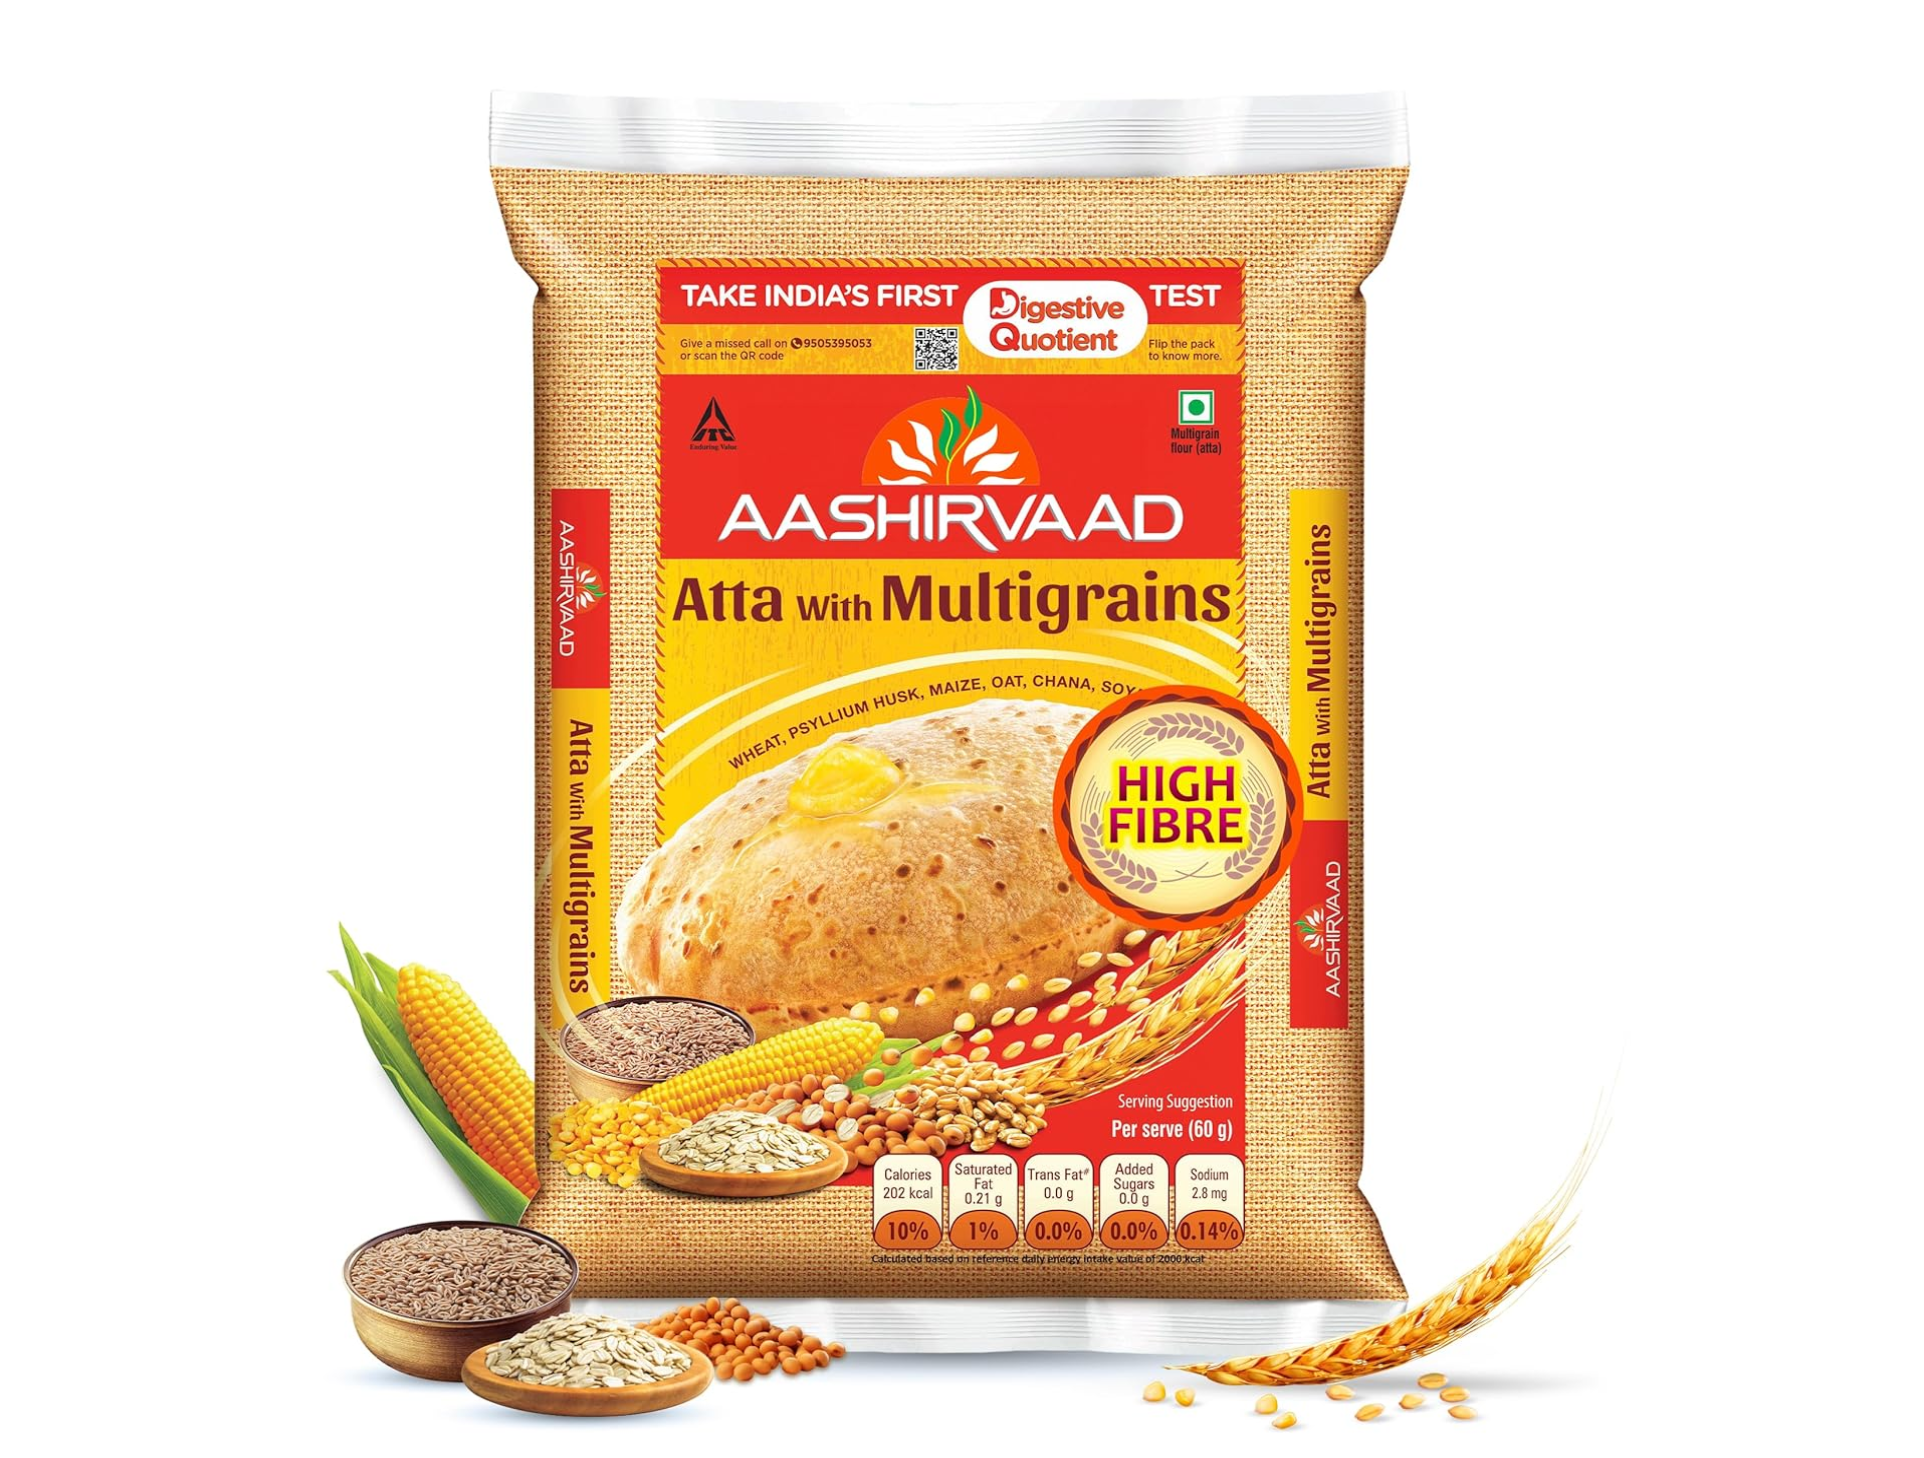 TAKE INDIA'S FIRST
Digestive
Quotient
TEST
Give a missed call on 9505395053
or scan the QR code
Flip the pack
to know more.
ITC
Enduring Value
Multigrain
flour (atta)
AASHIRVAAD
Atta With Multigrains
WHEAT, PSYLLIUM HUSK, MAIZE, OAT, CHANA,
HIGH
FIBRE
AASHIRVAAD
Atta With Multigrains
Atta With Multigrains
AASHIRVAAD
Serving Suggestion
Per serve (60 g)
Calories
202 kcal
10%
Saturated
Fat
0.21 g
1%
Trans Fat#
0.0 g
0.0%
Added
Sugars
0.0 g
0.0%
Sodium
2.8 mg
0.14%
Calculated based on reference daily energy intake value of 2000 kcal